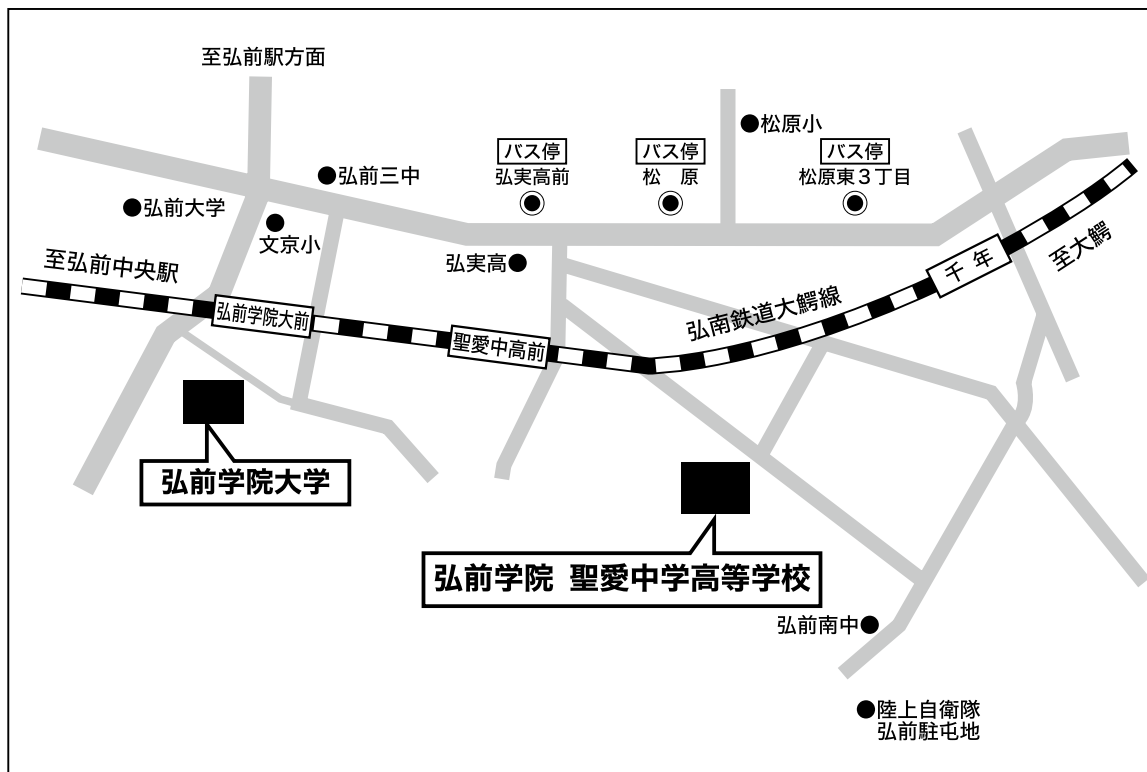 至弘前駅方面
松原小
バス停
弘実高前
バス停
松 原
バス停
松原東３丁目
弘前三中
弘前大学
文京小
弘実高
至弘前中央駅
千年
至大鰐
弘前学院大前
聖愛中高前
弘南鉄道大鰐線
弘前学院大学
弘前学院 聖愛中学高等学校
弘前南中
陸上自衛隊
弘前駐屯地